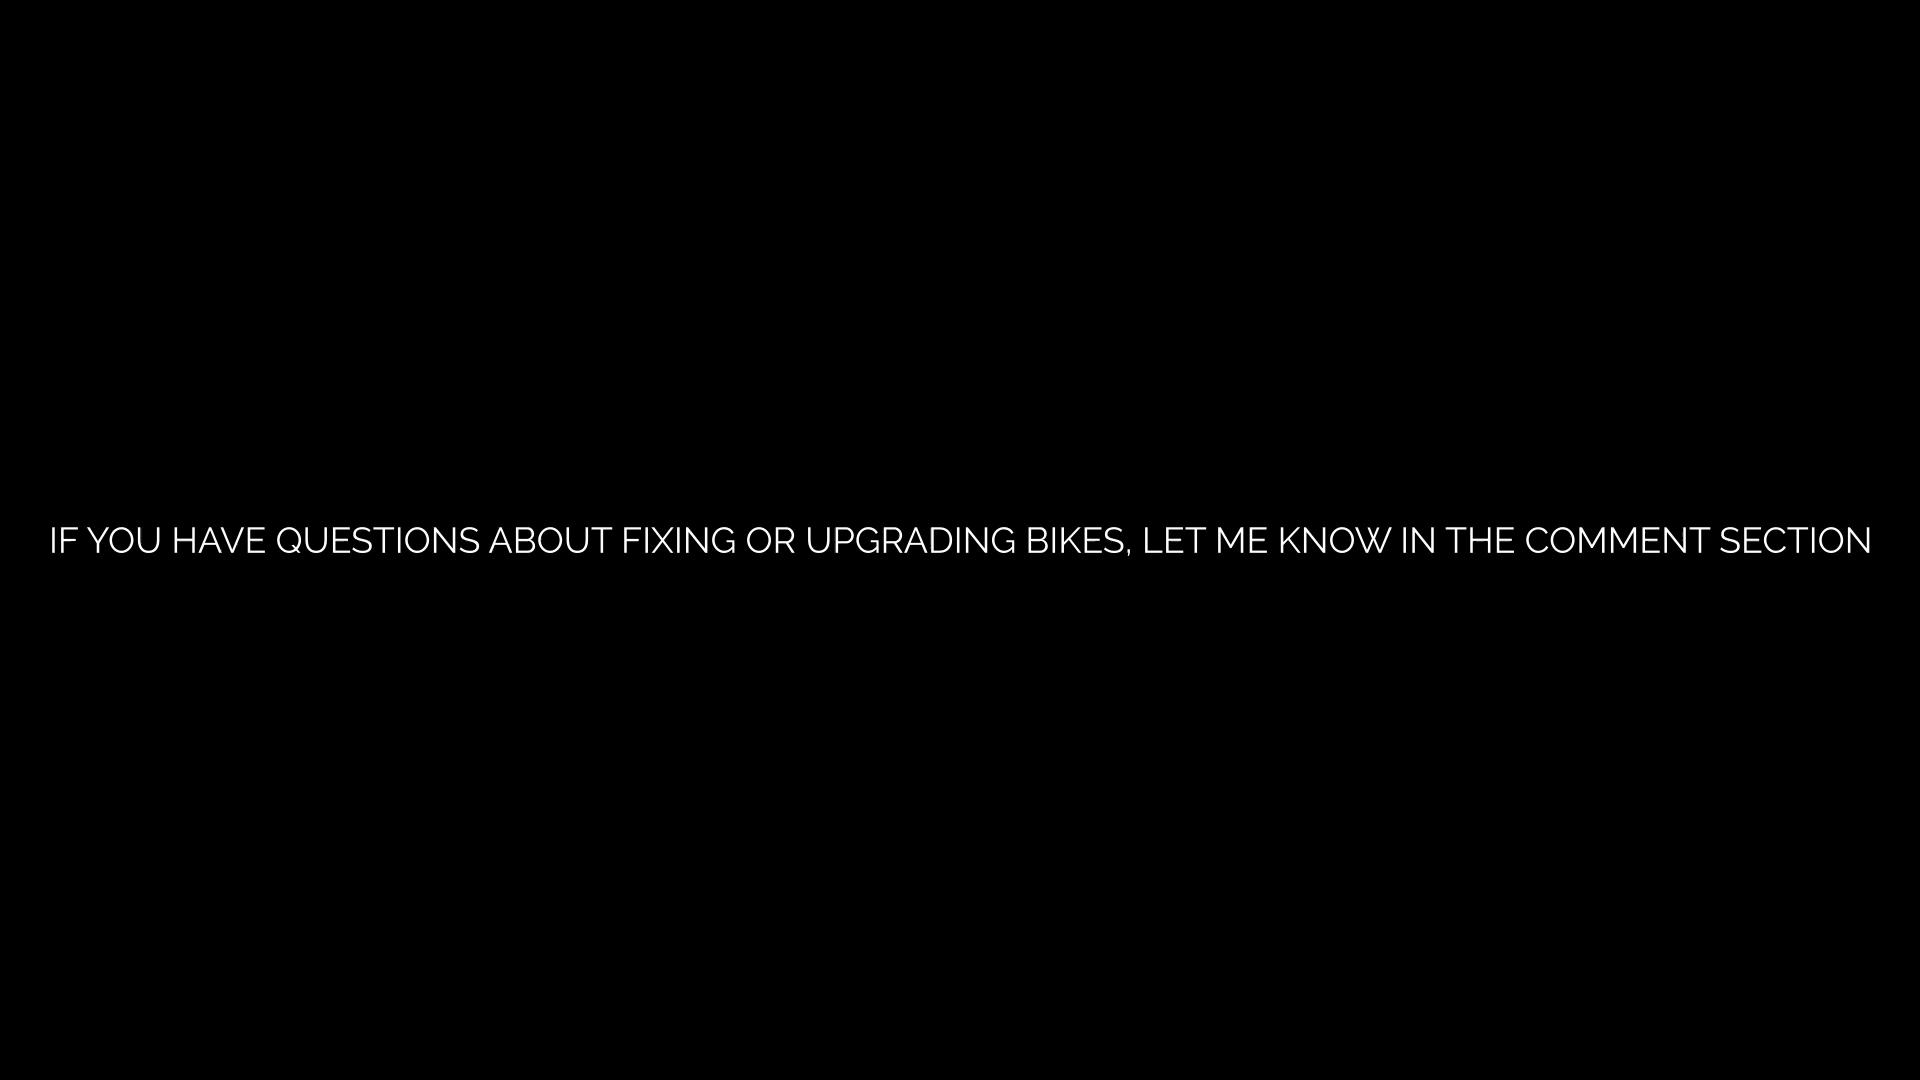 IF YOU HAVE QUESTIONS ABOUT FIXING OR UPGRADING BIKES, LET ME KNOW IN THE COMMENT SECTION